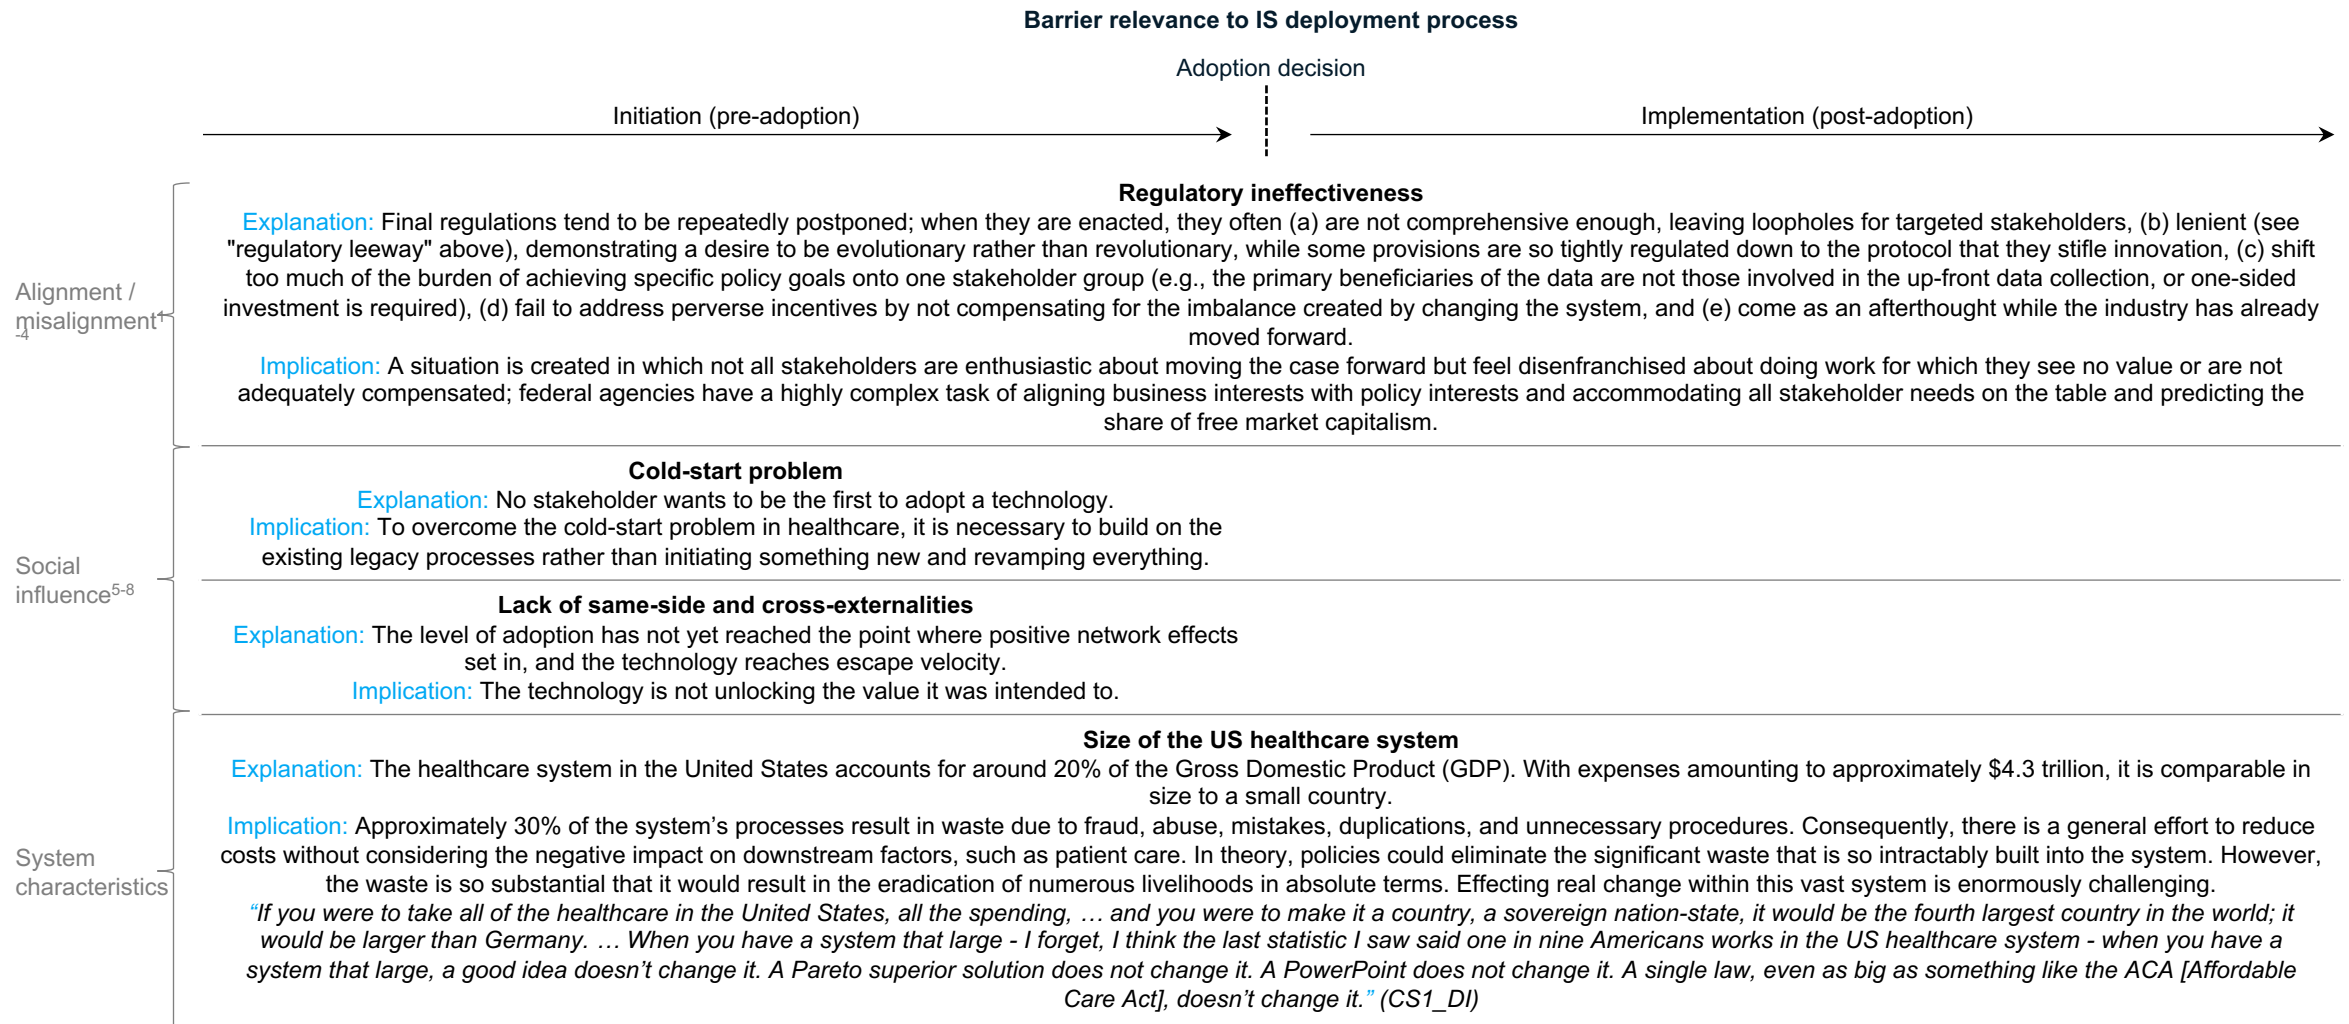 Barrier relevance to IS deployment process
Adoption decision
Initiation (pre-adoption)
Implementation (post-adoption)
Alignment /
misalignment1
-4
Regulatory ineffectiveness
Explanation: Final regulations tend to be repeatedly postponed; when they are enacted, they often (a) are not comprehensive enough, leaving loopholes for targeted stakeholders, (b) lenient (see
"regulatory leeway" above), demonstrating a desire to be evolutionary rather than revolutionary, while some provisions are so tightly regulated down to the protocol that they stifle innovation, (c) shift
too much of the burden of achieving specific policy goals onto one stakeholder group (e.g., the primary beneficiaries of the data are not those involved in the up-front data collection, or one-sided
investment is required), (d) fail to address perverse incentives by not compensating for the imbalance created by changing the system, and (e) come as an afterthought while the industry has already
moved forward.
Implication: A situation is created in which not all stakeholders are enthusiastic about moving the case forward but feel disenfranchised about doing work for which they see no value or are not
adequately compensated; federal agencies have a highly complex task of aligning business interests with policy interests and accommodating all stakeholder needs on the table and predicting the
share of free market capitalism.
Social
influence5-8
Cold-start problem
Explanation: No stakeholder wants to be the first to adopt a technology.
Implication: To overcome the cold-start problem in healthcare, it is necessary to build on the
existing legacy processes rather than initiating something new and revamping everything.
Lack of same-side and cross-externalities
Explanation: The level of adoption has not yet reached the point where positive network effects
set in, and the technology reaches escape velocity.
Implication: The technology is not unlocking the value it was intended to.
System
characteristics
Size of the US healthcare system
Explanation: The healthcare system in the United States accounts for around 20% of the Gross Domestic Product (GDP). With expenses amounting to approximately $4.3 trillion, it is comparable in
size to a small country.
Implication: Approximately 30% of the system’s processes result in waste due to fraud, abuse, mistakes, duplications, and unnecessary procedures. Consequently, there is a general effort to reduce
costs without considering the negative impact on downstream factors, such as patient care. In theory, policies could eliminate the significant waste that is so intractably built into the system. However,
the waste is so substantial that it would result in the eradication of numerous livelihoods in absolute terms. Effecting real change within this vast system is enormously challenging.
“If you were to take all of the healthcare in the United States, all the spending, … and you were to make it a country, a sovereign nation-state, it would be the fourth largest country in the world; it
would be larger than Germany. … When you have a system that large - I forget, I think the last statistic I saw said one in nine Americans works in the US healthcare system - when you have a
system that large, a good idea doesn’t change it. A Pareto superior solution does not change it. A PowerPoint does not change it. A single law, even as big as something like the ACA [Affordable
Care Act], doesn’t change it.” (CS1_DI)